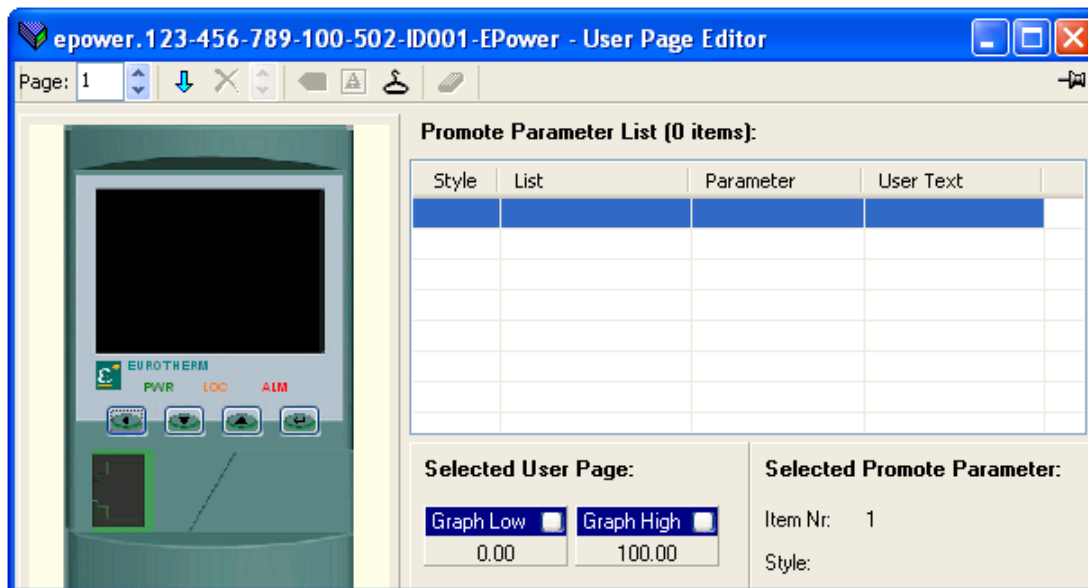 epower.123-456-789-100-502-ID001-EPower - User Page Editor
Page: 1
Promote Parameter List (0 items):
Style List Parameter User Text
EUROTHERM
PWR LOC ALM
Selected User Page:
Graph Low Graph High
0.00 100.00
Selected Promote Parameter:
Item Nr: 1
Style: